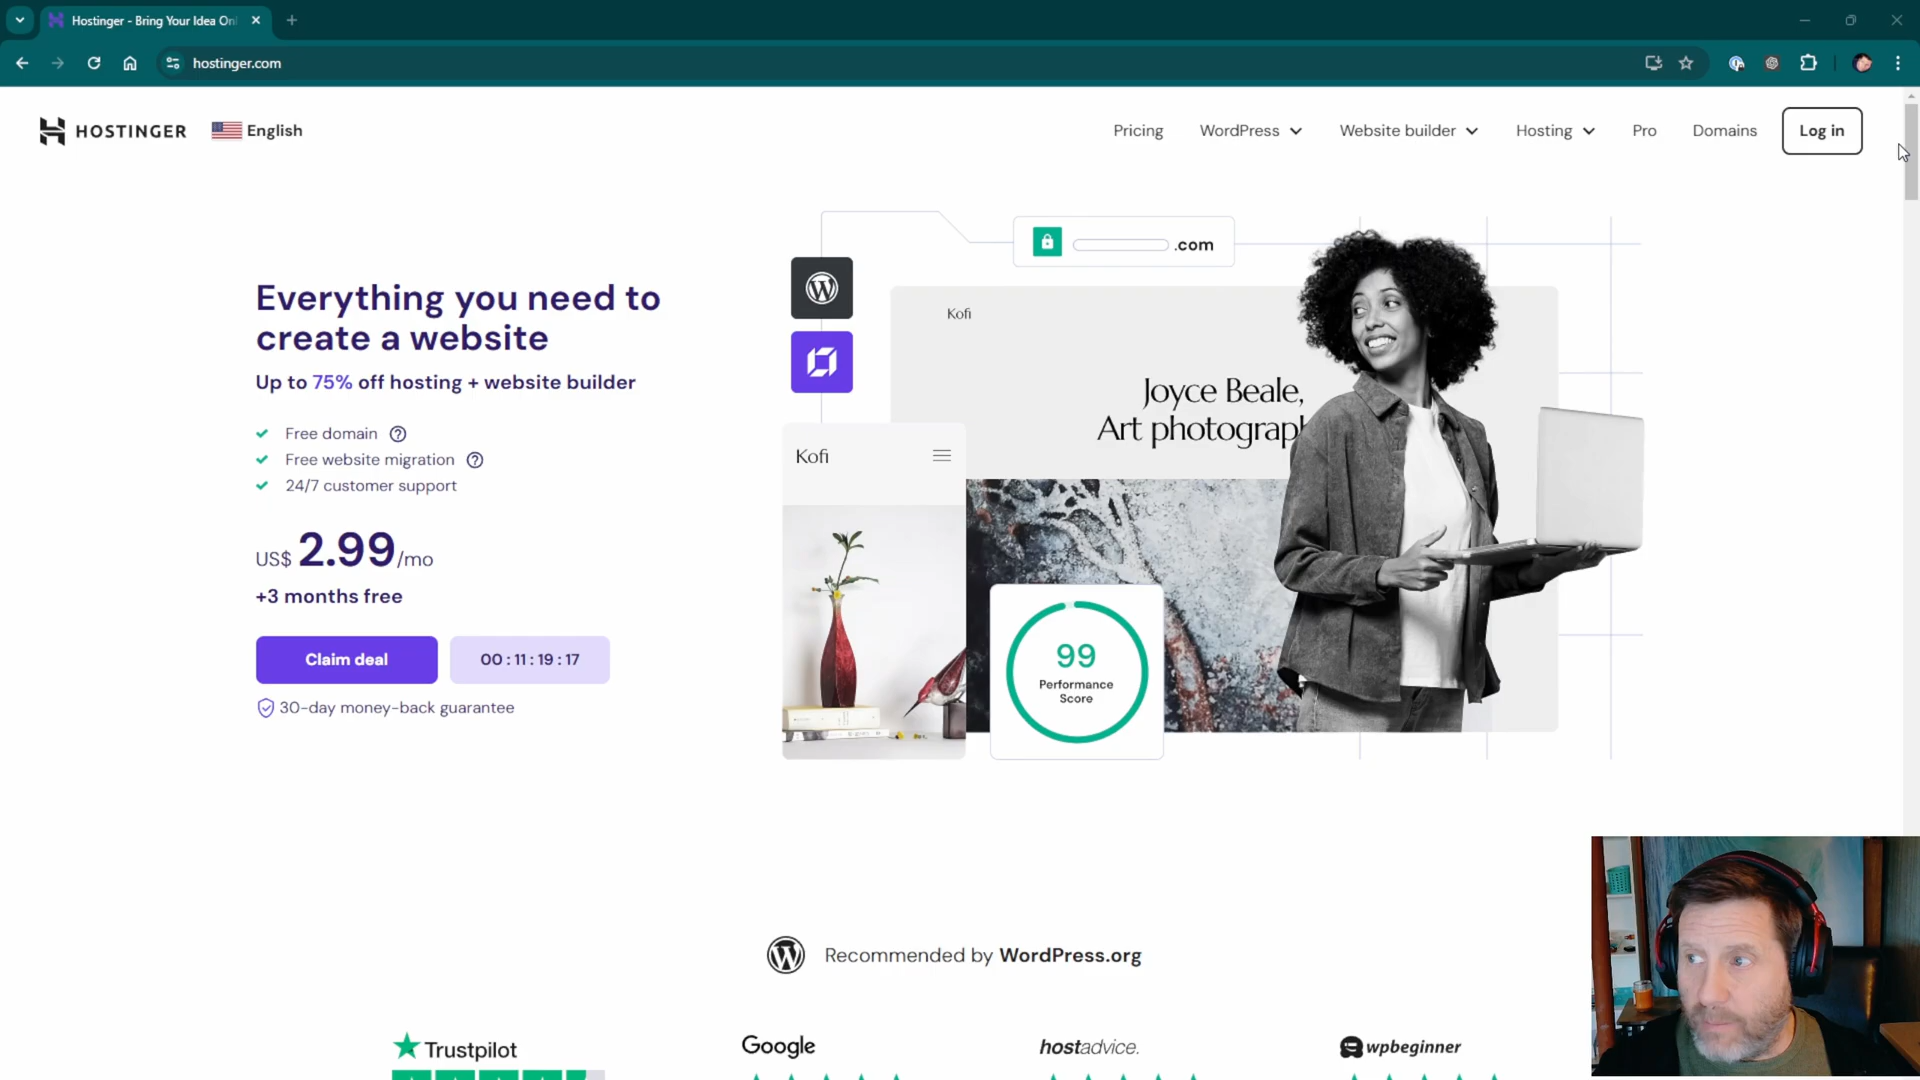 Hostinger - Bring Your Idea Onl
hostinger.com
HOSTINGER
English
Pricing
WordPress
Website builder
Hosting
Pro
Domains
Log in
Everything you need to
create a website
Up to 75% off hosting + website builder
Free domain
Free website migration
24/7 customer support
US$ 2.99/mo
+3 months free
Claim deal
00 : 11 : 19 : 17
30-day money-back guarantee
.com
Kofi
Joyce Beale,
Art photograph
Kofi
99
Performance
Score
Recommended by WordPress.org
Trustpilot
Google
hostadvice.
wpbeginner